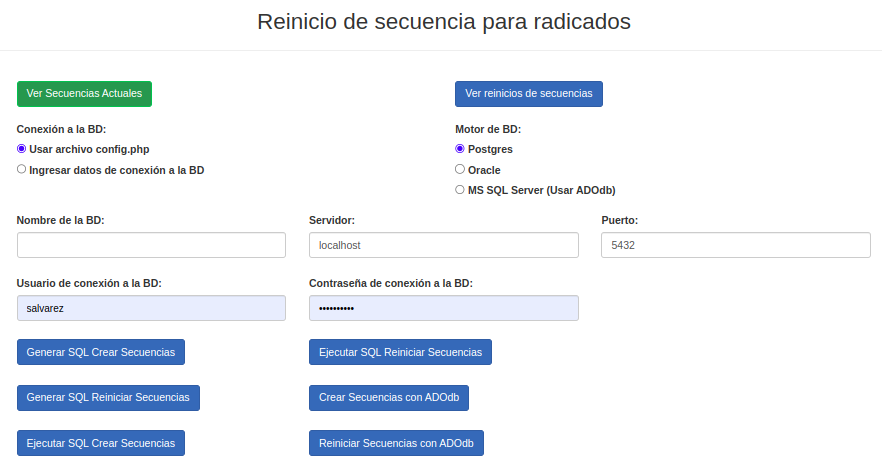 Reinicio de secuencia para radicados
Ver Secuencias Actuales
Ver reinicios de secuencias
Conexión a la BD:
Motor de BD:
Usar archivo config.php
Postgres
Ingresar datos de conexión a la BD
Oracle
MS SQL Server (Usar ADOdb)
Nombre de la BD:
Servidor:
Puerto:
localhost
5432
Usuario de conexión a la BD:
Contraseña de conexión a la BD:
salvarez
••••••••••
Generar SQL Crear Secuencias
Ejecutar SQL Reiniciar Secuencias
Generar SQL Reiniciar Secuencias
Crear Secuencias con ADOdb
Ejecutar SQL Crear Secuencias
Reiniciar Secuencias con ADOdb